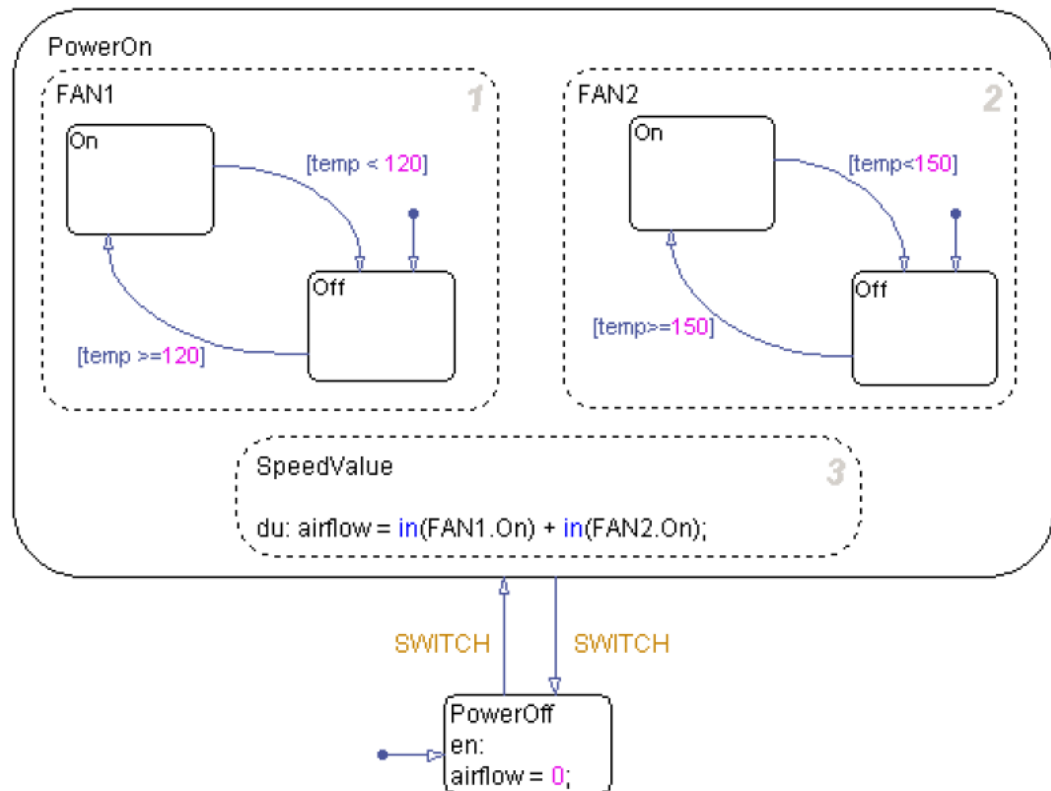 PowerOn
FAN1
1
On
[temp < 120]
Off
[temp >=120]
FAN2
2
On
[temp<150]
Off
[temp>=150]
SpeedValue
3
du: airflow = in(FAN1.On) + in(FAN2.On);
SWITCH
SWITCH
PowerOff
en:
airflow = 0;